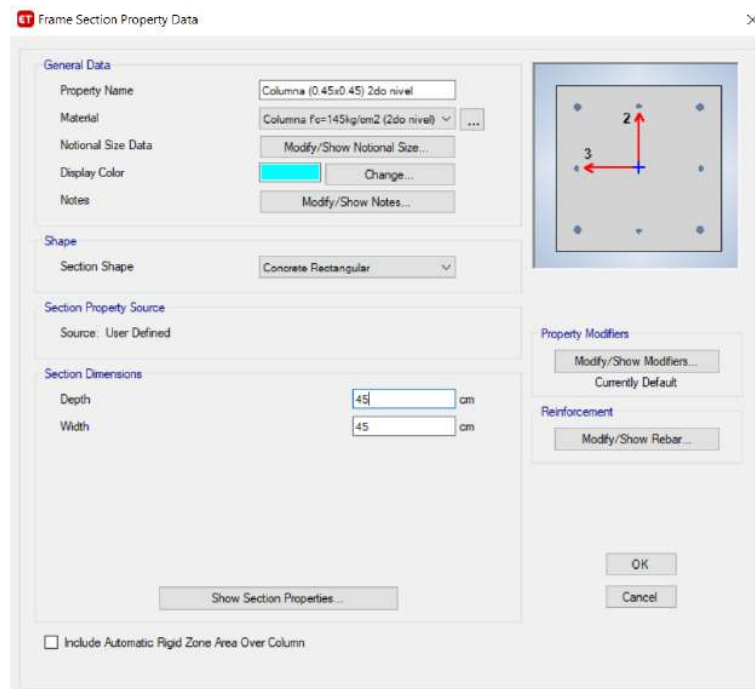 ET Frame Section Property Data
General Data
Property Name Columna (0.45x0.45) 2do nivel
Material Columna f'c=145kg/cm2 (2do nivel) ...
Notional Size Data Modify/Show Notional Size...
Display Color Change...
Notes Modify/Show Notes...
Shape
Section Shape Concrete Rectangular
Section Property Source
Source: User Defined
Section Dimensions
Depth 45 cm
Width 45 cm
Show Section Properties...
Include Automatic Rigid Zone Area Over Column
2
3
Property Modifiers
Modify/Show Modifiers...
Currently Default
Reinforcement
Modify/Show Rebar...
OK
Cancel